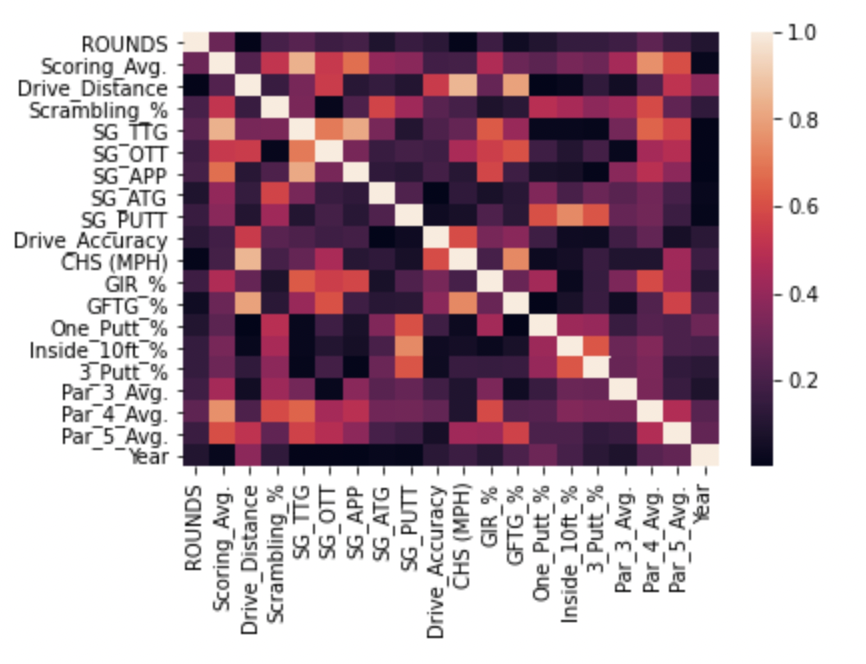 ROUNDS
Scoring_Avg.
Drive_Distance
Scrambling_%
SG_TTG
SG_OTT
SG_APP
SG_ATG
SG_PUTT
Drive_Accuracy
CHS (MPH)
GIR_%
GFTG_%
One_Putt_%
Inside_10ft_%
3_Putt_%
Par_3_Avg.
Par_4_Avg.
Par_5_Avg.
Year
ROUNDS
Scoring_Avg.
Drive_Distance
Scrambling_%
SG_TTG
SG_OTT
SG_APP
SG_ATG
SG_PUTT
Drive_Accuracy
CHS (MPH)
GIR_%
GFTG_%
One_Putt_%
Inside_10ft_%
3_Putt_%
Par_3_Avg.
Par_4_Avg.
Par_5_Avg.
Year
1.0
0.8
0.6
0.4
0.2